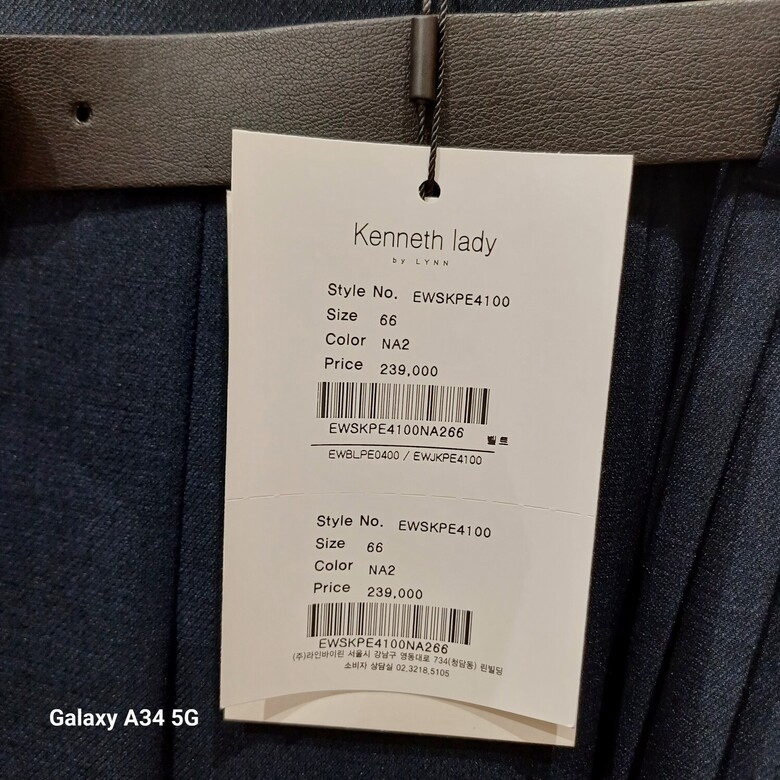 Kenneth lady
by LYNN
Style No. EWSKPE4100
Size 66
Color NA2
Price 239,000
EWSKPE4100NA266 벨트
EWBLPE0400 / EWJKPE4100
Style No. EWSKPE4100
Size 66
Color NA2
Price 239,000
EWSKPE4100NA266
(주)라인바이린 서울시 강남구 영동대로 734(청담동) 린빌딩
소비자 상담실 02.3218.5105
Galaxy A34 5G